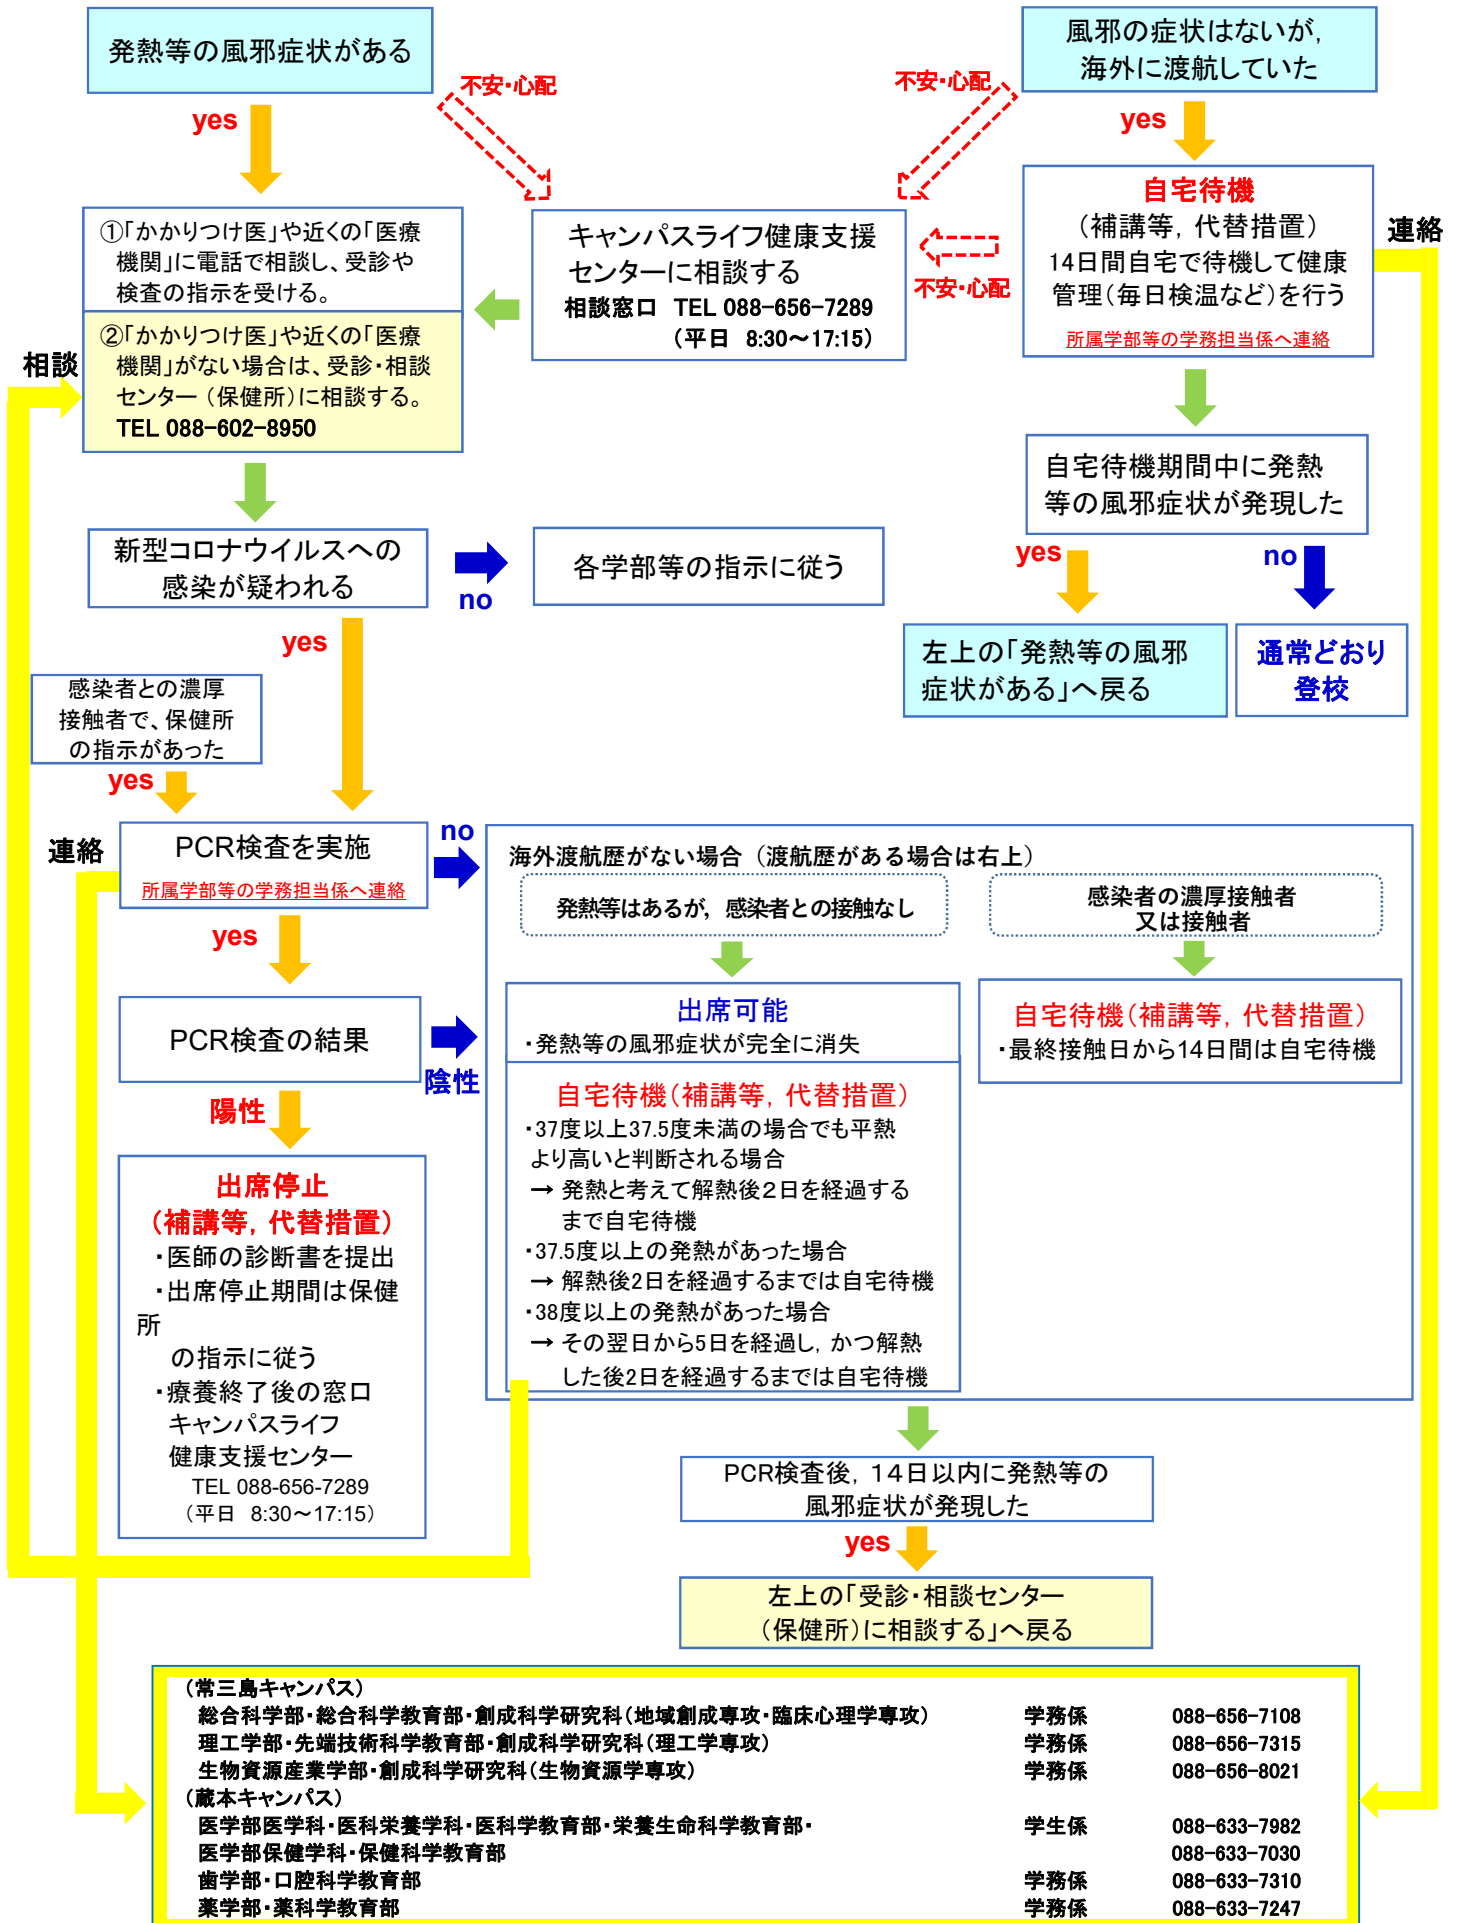 発熱等の風邪症状がある
風邪の症状はないが,
海外に渡航していた
不安・心配
不安・心配
yes
yes
①「かかりつけ医」や近くの「医療
機関」に電話で相談し、受診や
検査の指示を受ける。
②「かかりつけ医」や近くの「医療
機関」がない場合は、受診・相談
センター（保健所）に相談する。
TEL 088-602-8950
相談
キャンパスライフ健康支援
センターに相談する
相談窓口　TEL 088-656-7289
（平日　8:30～17:15）
不安・心配
自宅待機
（補講等, 代替措置）
14日間自宅で待機して健康
管理（毎日検温など）を行う
所属学部等の学務担当係へ連絡
連絡
自宅待機期間中に発熱
等の風邪症状が発現した
yes
no
左上の「発熱等の風邪
症状がある」へ戻る
通常どおり
登校
新型コロナウイルスへの
感染が疑われる
no
各学部等の指示に従う
yes
感染者との濃厚
接触者で、保健所
の指示があった
yes
連絡
PCR検査を実施
所属学部等の学務担当係へ連絡
no
yes
PCR検査の結果
陰性
陽性
出席停止
（補講等, 代替措置）
・医師の診断書を提出
・出席停止期間は保健
所
の指示に従う
・療養終了後の窓口
キャンパスライフ
健康支援センター
TEL 088-656-7289
（平日　8:30～17:15）
海外渡航歴がない場合（渡航歴がある場合は右上）
発熱等はあるが, 感染者との接触なし
感染者の濃厚接触者
又は接触者
出席可能
・発熱等の風邪症状が完全に消失
自宅待機（補講等, 代替措置）
・37度以上37.5度未満の場合でも平熱
より高いと判断される場合
→ 発熱と考えて解熱後２日を経過する
まで自宅待機
・37.5度以上の発熱があった場合
→ 解熱後2日を経過するまでは自宅待機
・38度以上の発熱があった場合
→ その翌日から5日を経過し, かつ解熱
した後2日を経過するまでは自宅待機
自宅待機（補講等, 代替措置）
・最終接触日から14日間は自宅待機
PCR検査後, １４日以内に発熱等の
風邪症状が発現した
yes
左上の「受診・相談センター
（保健所）に相談する」へ戻る
（常三島キャンパス）
総合科学部・総合科学教育部・創成科学研究科（地域創成専攻・臨床心理学専攻）　学務係　088-656-7108
理工学部・先端技術科学教育部・創成科学研究科（理工学専攻）　学務係　088-656-7315
生物資源産業学部・創成科学研究科（生物資源学専攻）　学務係　088-656-8021
（蔵本キャンパス）
医学部医学科・医科栄養学科・医科学教育部・栄養生命科学教育部・　学生係　088-633-7982
医学部保健学科・保健科学教育部　088-633-7030
歯学部・口腔科学教育部　学務係　088-633-7310
薬学部・薬科学教育部　学務係　088-633-7247